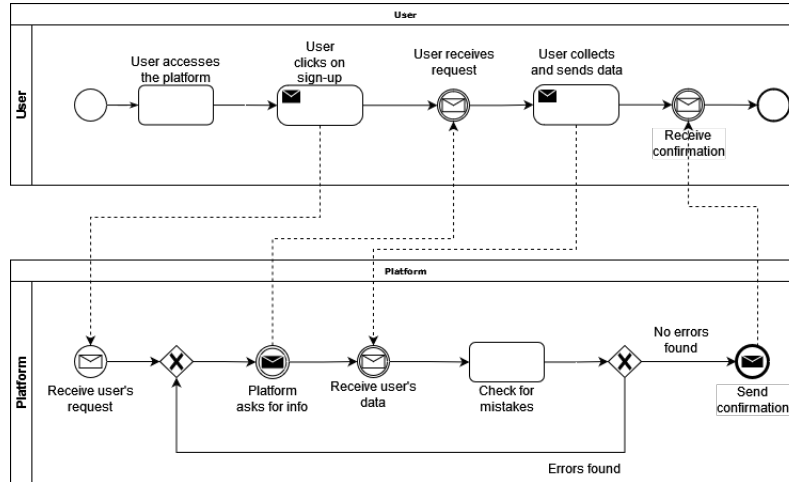 User
User
User accesses
the platform
User
clicks on
sign-up
User receives
request
User collects
and sends data
Receive
confirmation
Platform
Platform
Receive user's
request
Platform
asks for info
Receive user's
data
Check for
mistakes
No errors
found
Send
confirmation
Errors found